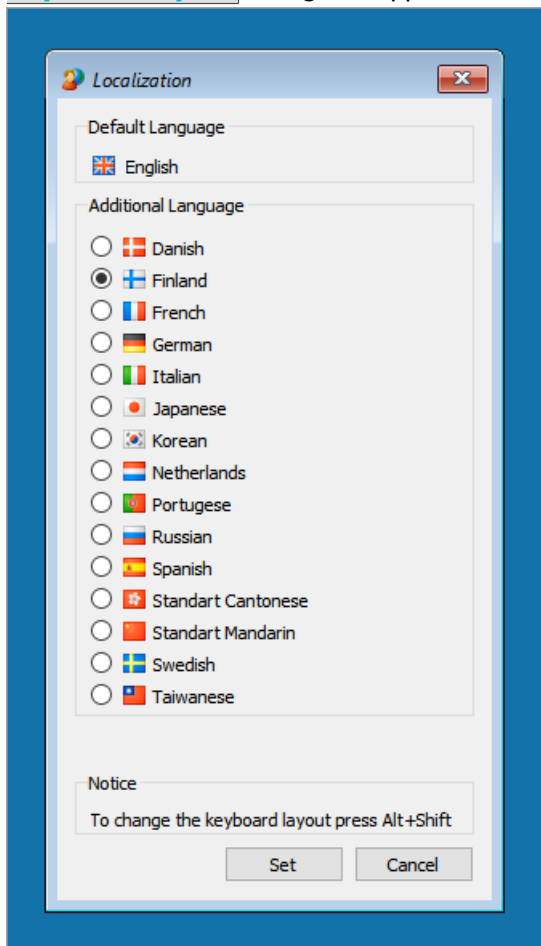 Localization
Default Language
English
Additional Language
Danish
Finland
French
German
Italian
Japanese
Korean
Netherlands
Portugese
Russian
Spanish
Standart Cantonese
Standart Mandarin
Swedish
Taiwanese
Notice
To change the keyboard layout press Alt+Shift
Set Cancel